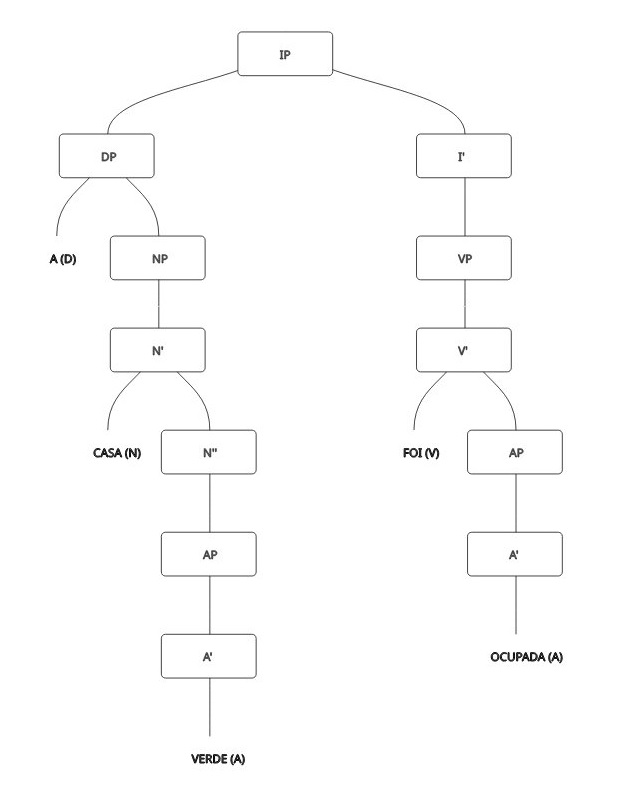 IP
DP
I'
A (D)
NP
VP
N'
V'
CASA (N)
N"
FOI (V)
AP
AP
A'
A'
OCUPADA (A)
VERDE (A)